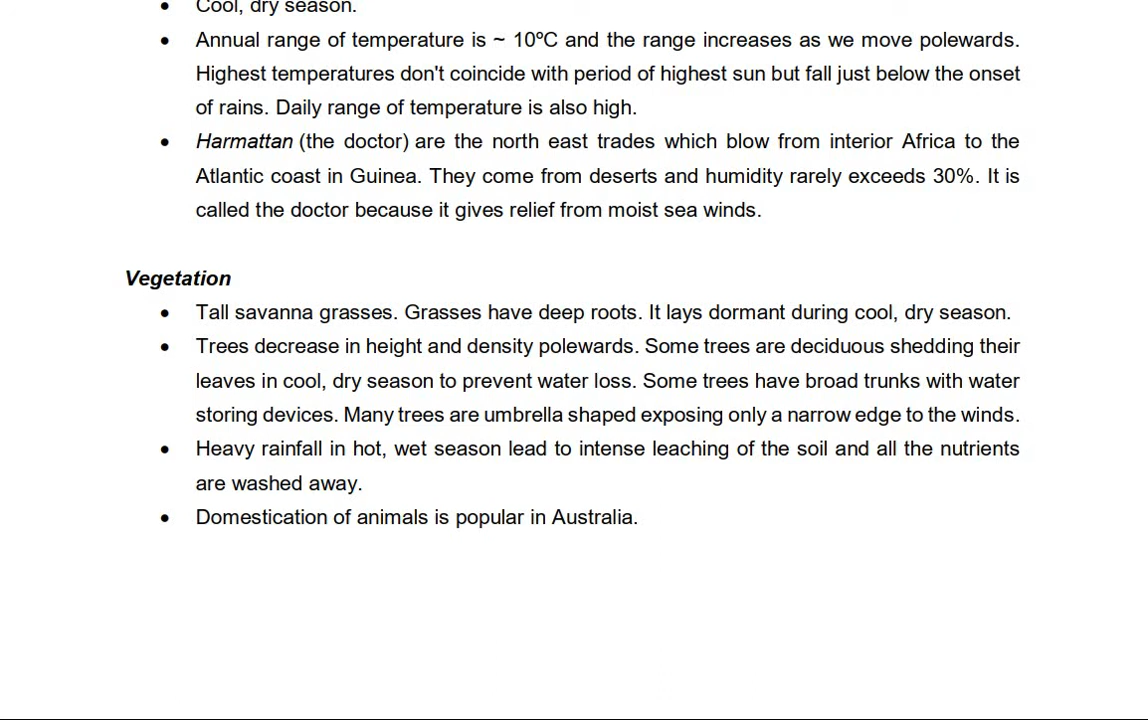 • Cool, dry season.
• Annual range of temperature is ~ 10ºC and the range increases as we move polewards.
Highest temperatures don't coincide with period of highest sun but fall just below the onset
of rains. Daily range of temperature is also high.
• Harmattan (the doctor) are the north east trades which blow from interior Africa to the
Atlantic coast in Guinea. They come from deserts and humidity rarely exceeds 30%. It is
called the doctor because it gives relief from moist sea winds.
Vegetation
• Tall savanna grasses. Grasses have deep roots. It lays dormant during cool, dry season.
• Trees decrease in height and density polewards. Some trees are deciduous shedding their
leaves in cool, dry season to prevent water loss. Some trees have broad trunks with water
storing devices. Many trees are umbrella shaped exposing only a narrow edge to the winds.
• Heavy rainfall in hot, wet season lead to intense leaching of the soil and all the nutrients
are washed away.
• Domestication of animals is popular in Australia.